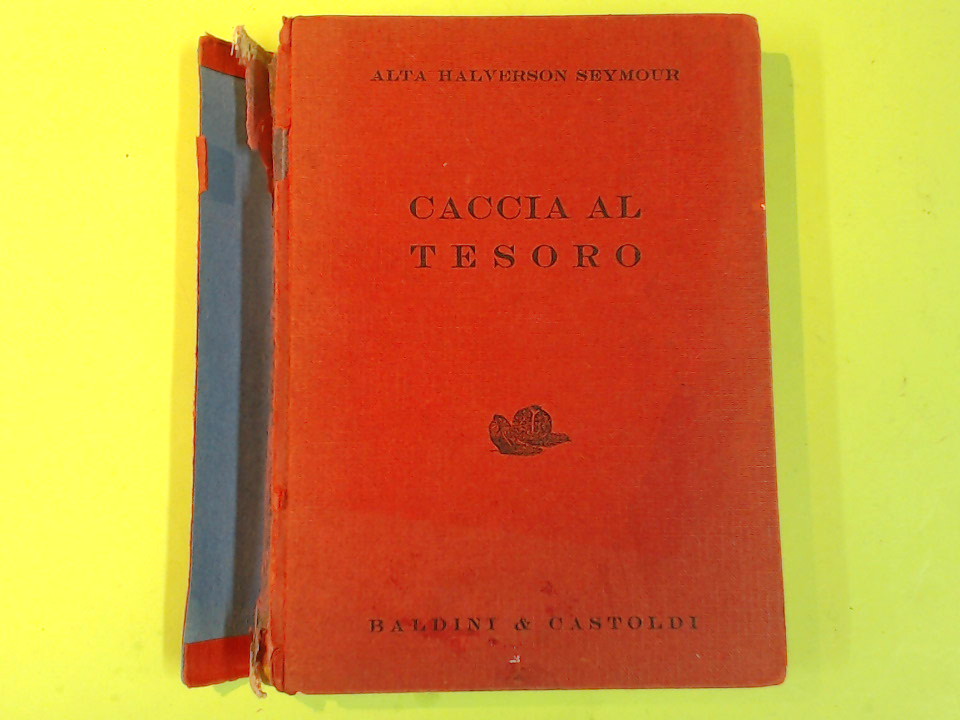 ALTA HALVERSON SEYMOUR
CACCIA AL
TESORO
BALDINI & CASTOLDI